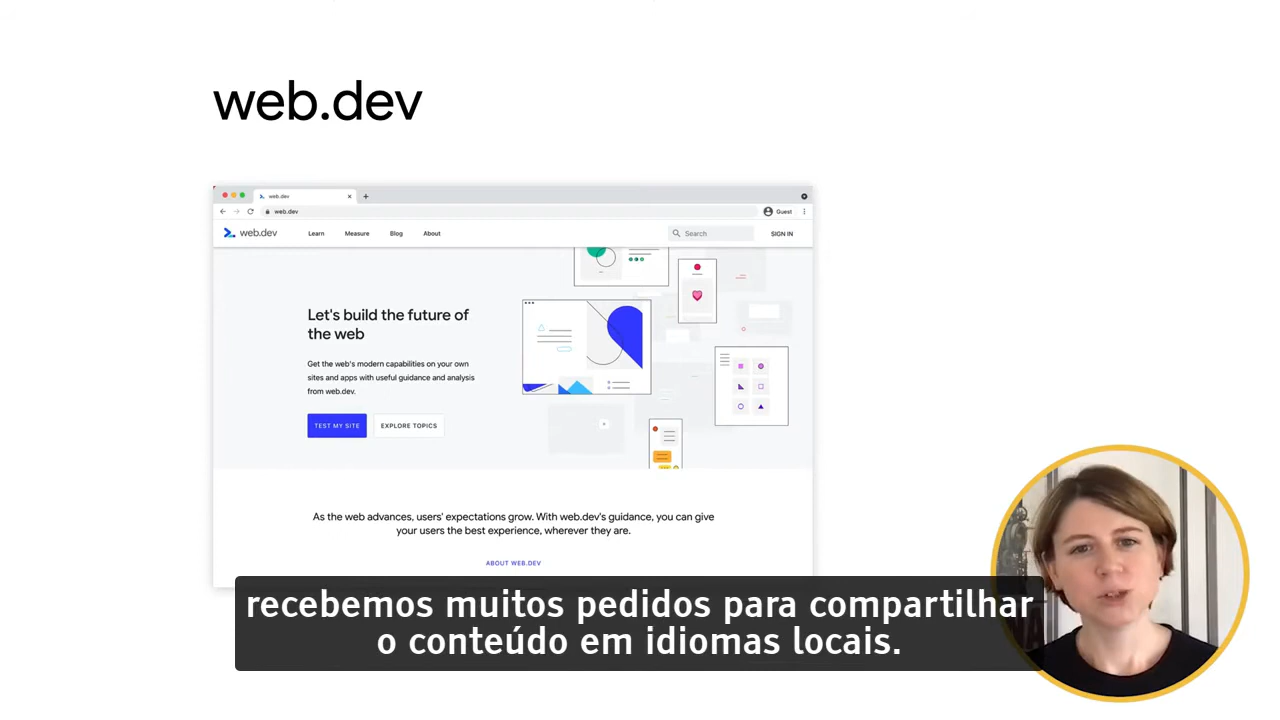 web.dev
web.dev
web.dev
Guest
web.dev
Learn
Measure
Blog
About
Search
SIGN IN
Let's build the future of
the web
Get the web's modern capabilities on your own
sites and apps with useful guidance and analysis
from web.dev.
TEST MY SITE
EXPLORE TOPICS
As the web advances, users' expectations grow. With web.dev's guidance, you can give
your users the best experience, wherever they are.
ABOUT WEB.DEV
recebemos muitos pedidos para compartilhar
o conteúdo em idiomas locais.